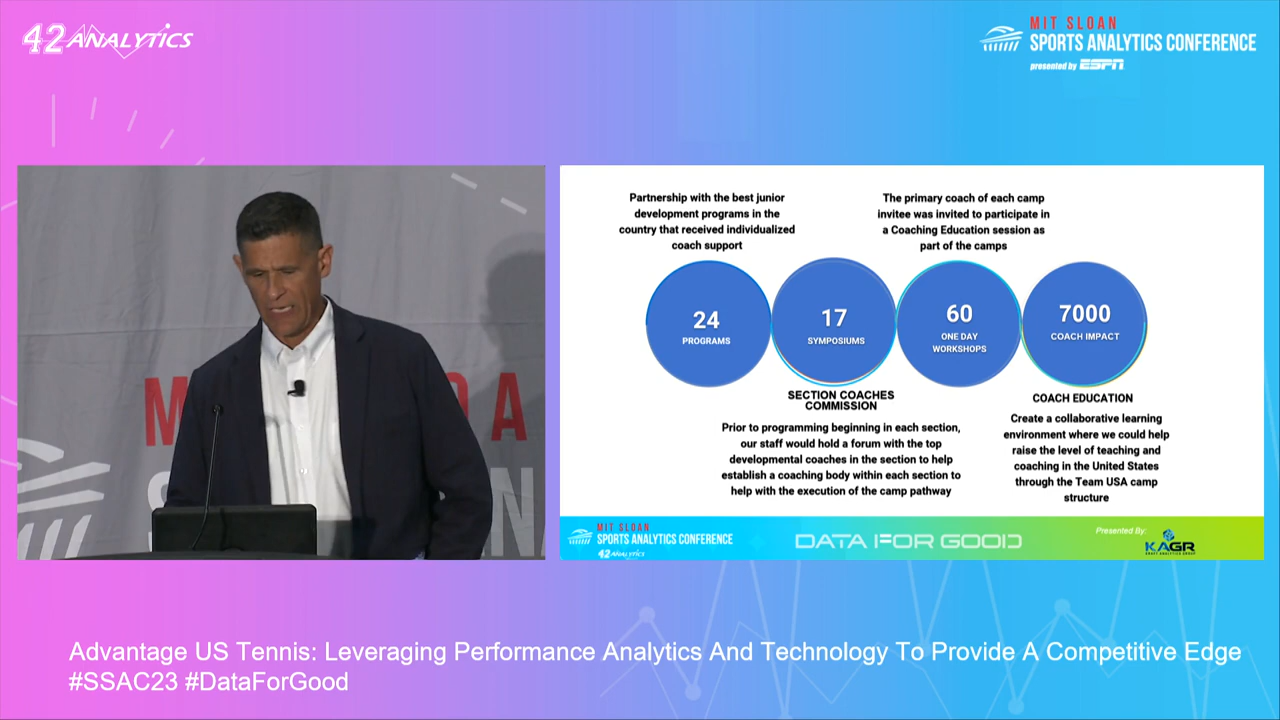 42 ANALYTICS
MIT SLOAN
SPORTS ANALYTICS CONFERENCE
presented by ESPN
Partnership with the best junior
development programs in the
country that received individualized
coach support
The primary coach of each camp
invitee was invited to participate in
a Coaching Education session as
part of the camps
24
PROGRAMS
17
SYMPOSIUMS
60
ONE DAY
WORKSHOPS
7000
COACH IMPACT
SECTION COACHES
COMMISSION
Prior to programming beginning in each section,
our staff would hold a forum with the top
developmental coaches in the section to help
establish a coaching body within each section to
help with the execution of the camp pathway
COACH EDUCATION
Create a collaborative learning
environment where we could help
raise the level of teaching and
coaching in the United States
through the Team USA camp
structure
MIT SLOAN
SPORTS ANALYTICS CONFERENCE
42 ANALYTICS
DATA FOR GOOD
Presented By:
KAGR
KRAFT ANALYTICS GROUP
Advantage US Tennis: Leveraging Performance Analytics And Technology To Provide A Competitive Edge
#SSAC23 #DataForGood